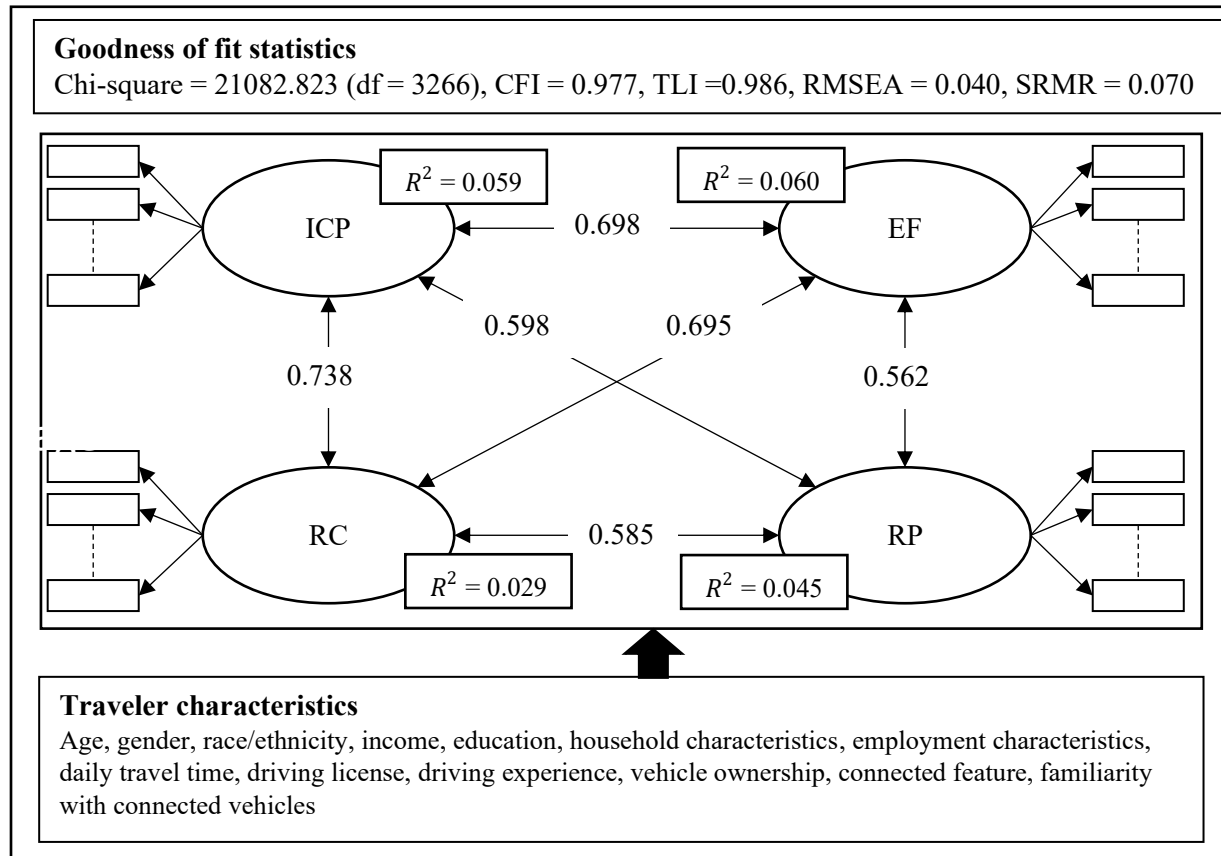 Goodness of fit statistics
Chi-square = 21082.823 (df = 3266), CFI = 0.977, TLI =0.986, RMSEA = 0.040, SRMR = 0.070
R² = 0.059
R² = 0.060
ICP
0.698
EF
0.598
0.695
0.738
0.562
RC
0.585
RP
R² = 0.029
R² = 0.045
Traveler characteristics
Age, gender, race/ethnicity, income, education, household characteristics, employment characteristics,
daily travel time, driving license, driving experience, vehicle ownership, connected feature, familiarity
with connected vehicles